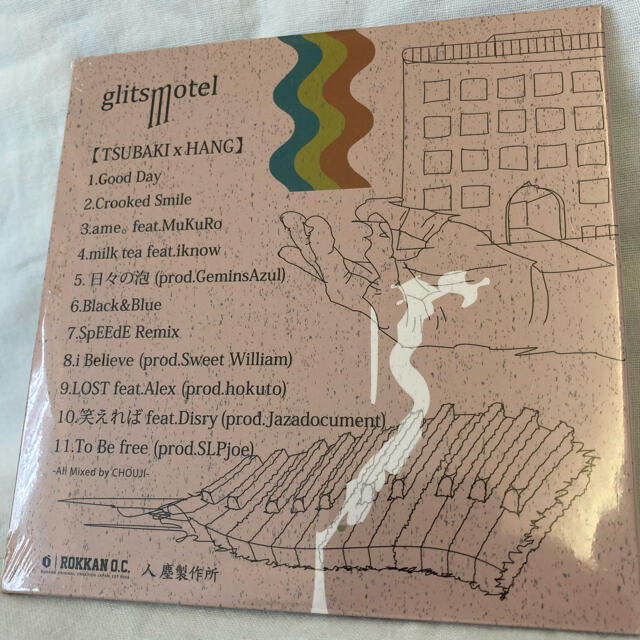 glitsmotel
【TSUBAKI x HANG】
1.Good Day
2.Crooked Smile
3.ame。feat.MuKuRo
4.milk tea feat.iknow
5.日々の泡 (prod.GeminsAzul)
6.Black&Blue
7.SpEEdE Remix
8.i Believe (prod.Sweet William)
9.LOST feat.Alex (prod.hokuto)
10.笑えれば feat.Disry (prod.Jazadocument)
11.To Be free (prod.SLPjoe)
-All Mixed by CHOUJI-
ROKKAN O.C.
人塵製作所